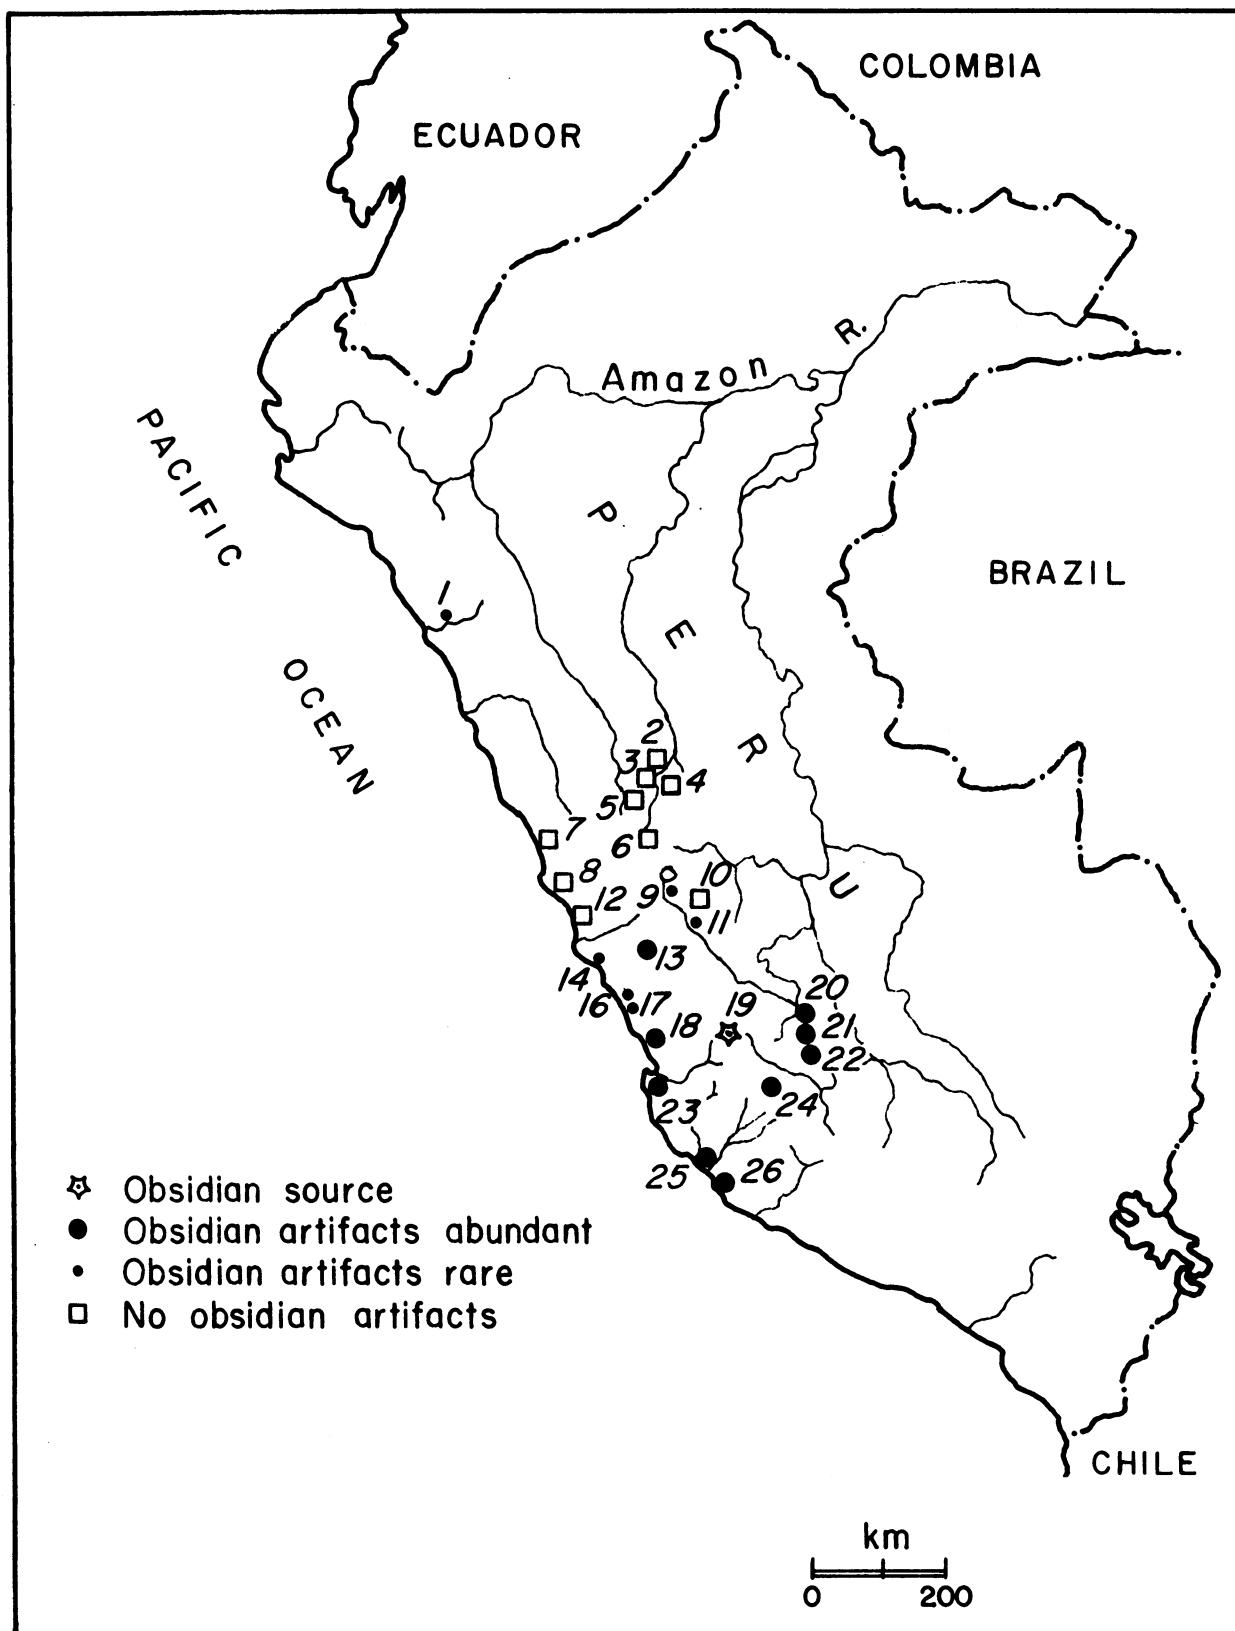 COLOMBIA
ECUADOR
Amazon R.
PACIFIC
OCEAN
PERU
BRAZIL
1
2
3
4
5
6
7
8
9
10
11
12
13
14
16
17
18
19
20
21
22
23
24
25
26
Obsidian source
Obsidian artifacts abundant
Obsidian artifacts rare
No obsidian artifacts
CHILE
km
0 200